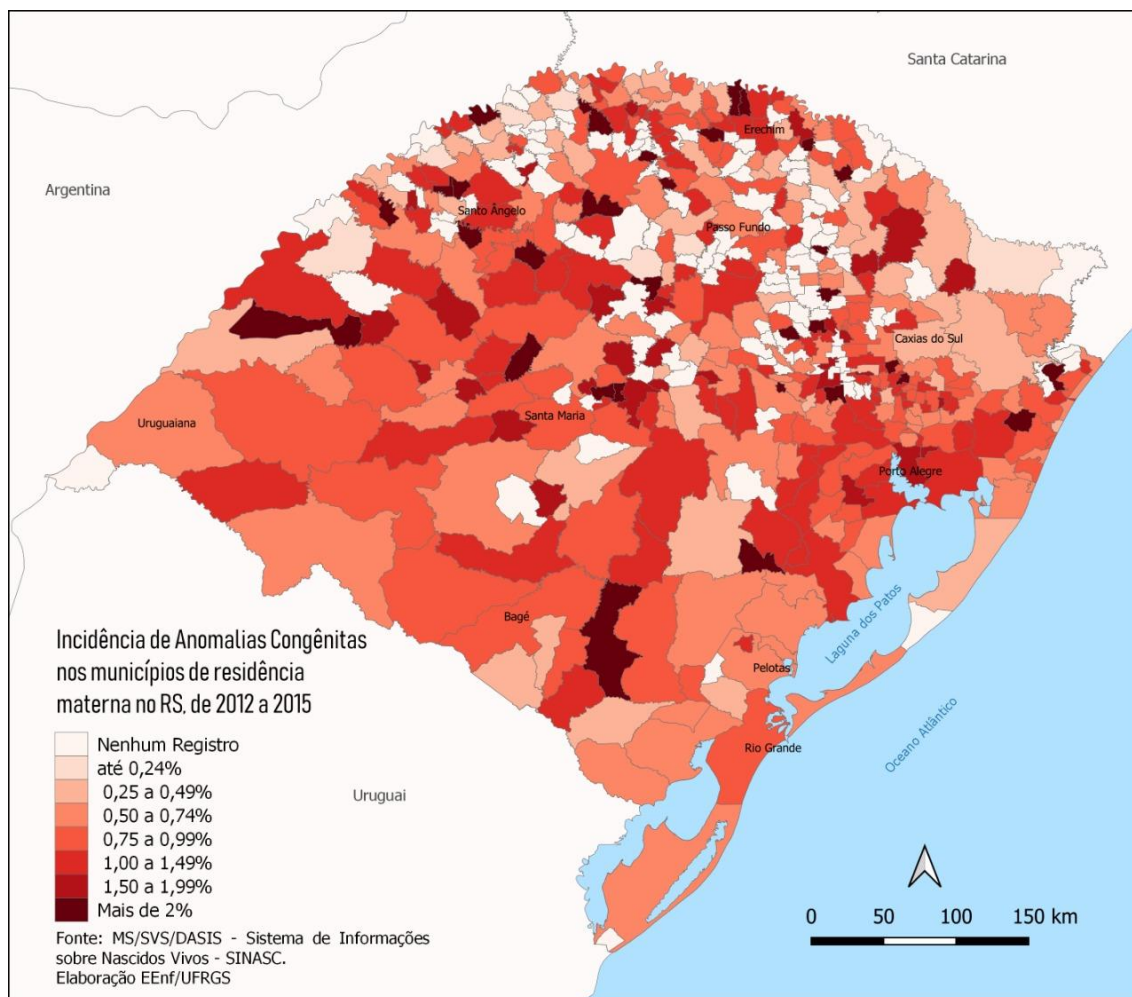 Santa Catarina
Argentina
Erechim
Santo Ângelo
Passo Fundo
Caxias do Sul
Uruguaiana
Santa Maria
Porto Alegre
Bagé
Laguna dos Patos
Pelotas
Rio Grande
Oceano Atlântico
Uruguai
Incidência de Anomalias Congênitas
nos municípios de residência
materna no RS, de 2012 a 2015
Nenhum Registro
até 0,24%
0,25 a 0,49%
0,50 a 0,74%
0,75 a 0,99%
1,00 a 1,49%
1,50 a 1,99%
Mais de 2%
Fonte: MS/SVS/DASIS - Sistema de Informações
sobre Nascidos Vivos - SINASC.
Elaboração EEnf/UFRGS
0 50 100 150 km